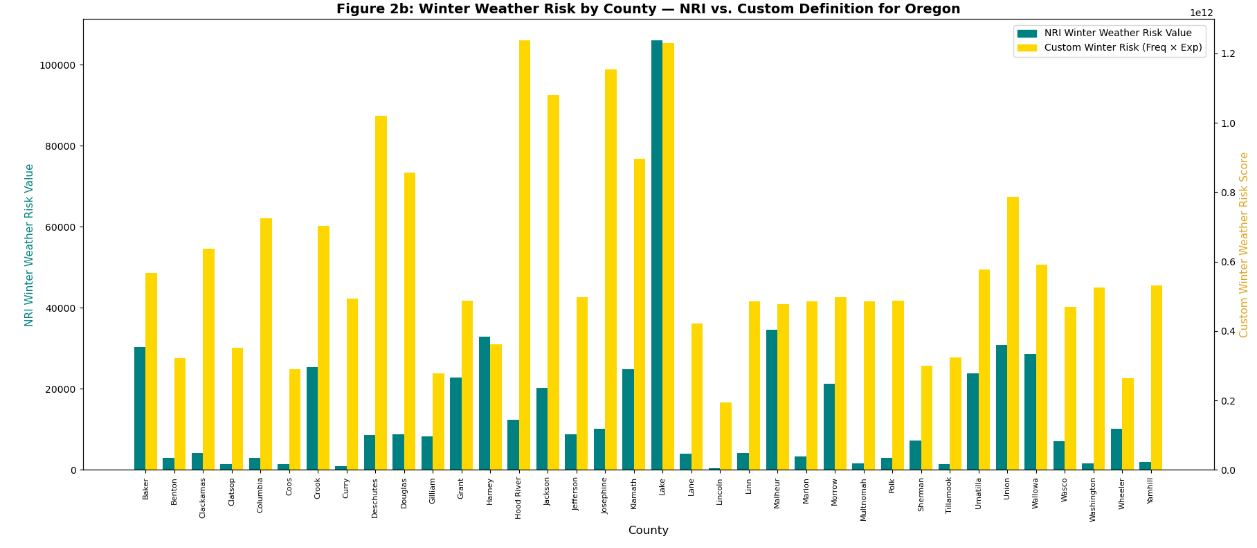 Figure 2b: Winter Weather Risk by County — NRI vs. Custom Definition for Oregon
1e12
NRI Winter Weather Risk Value
Custom Winter Risk (Freq × Exp)
100000
80000
60000
40000
20000
0
NRI Winter Weather Risk Value
1.2
1.0
0.8
0.6
0.4
0.2
0.0
Custom Winter Weather Risk Score
Baker
Benton
Clackamas
Clatsop
Columbia
Coos
Crook
Curry
Deschutes
Douglas
Gilliam
Grant
Harney
Hood River
Jackson
Jefferson
Josephine
Klamath
Lake
Lane
Lincoln
Linn
Malheur
Marion
Morrow
Multnomah
Polk
Sherman
Tillamook
Umatilla
Union
Wallowa
Wasco
Washington
Wheeler
Yamhill
County